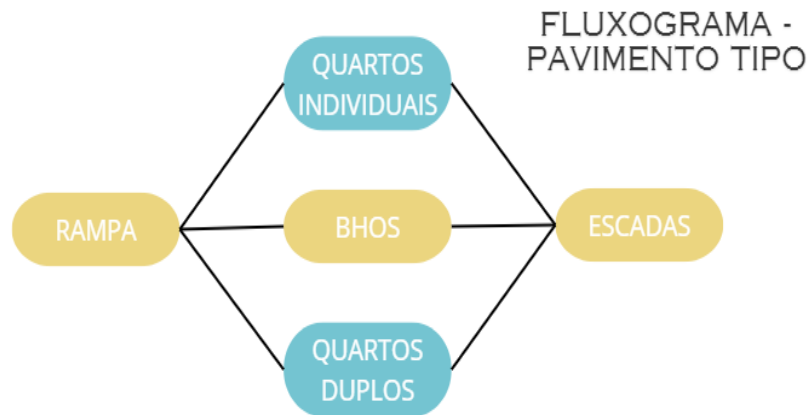 FLUXOGRAMA -
PAVIMENTO TIPO
QUARTOS
INDIVIDUAIS
RAMPA
BHOS
ESCADAS
QUARTOS
DUPLOS